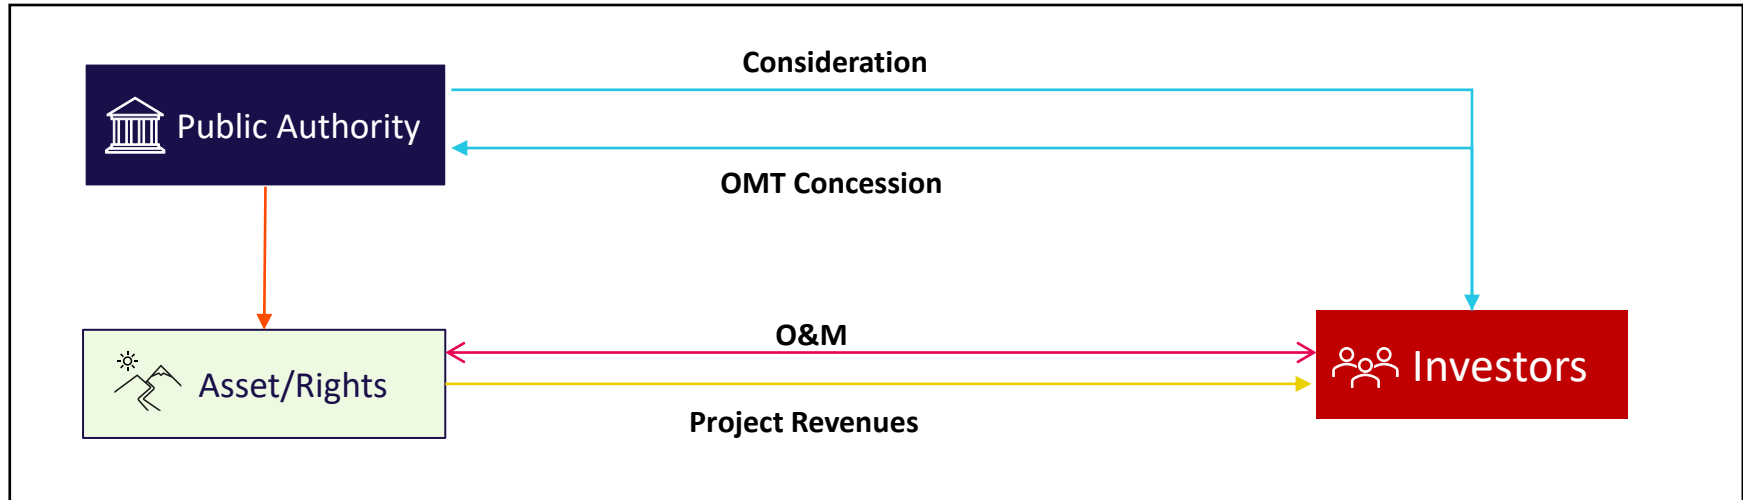 Consideration
Public Authority
OMT Concession
O&M
Asset/Rights
Investors
Project Revenues